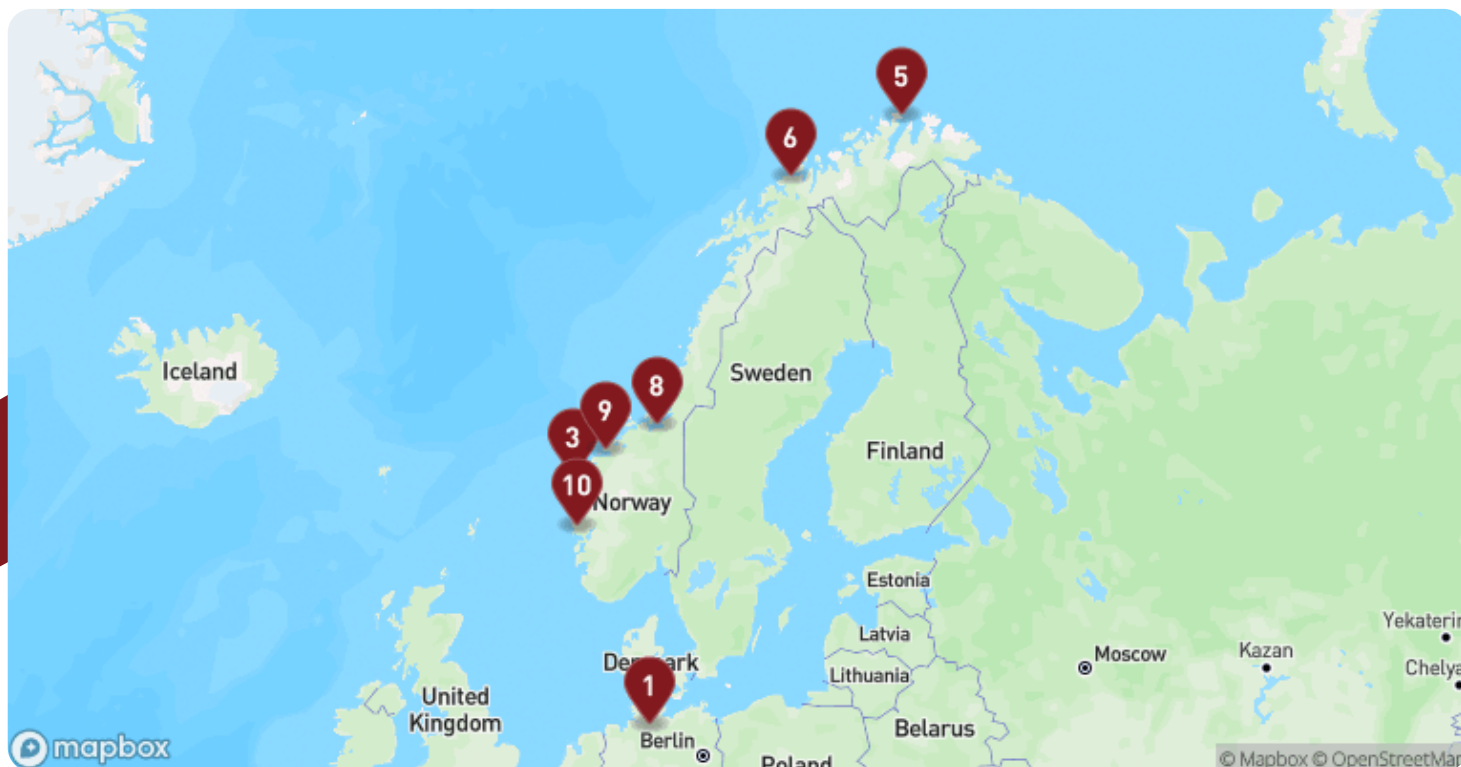 5
6
Iceland
Sweden
8
9
3
Finland
10
Norway
Estonia
Latvia
Lithuania
Moscow
Kazan
Yekaterin
Chelya
Denmark
1
United
Kingdom
Berlin
Belarus
Poland
mapbox
© Mapbox © OpenStreetMap